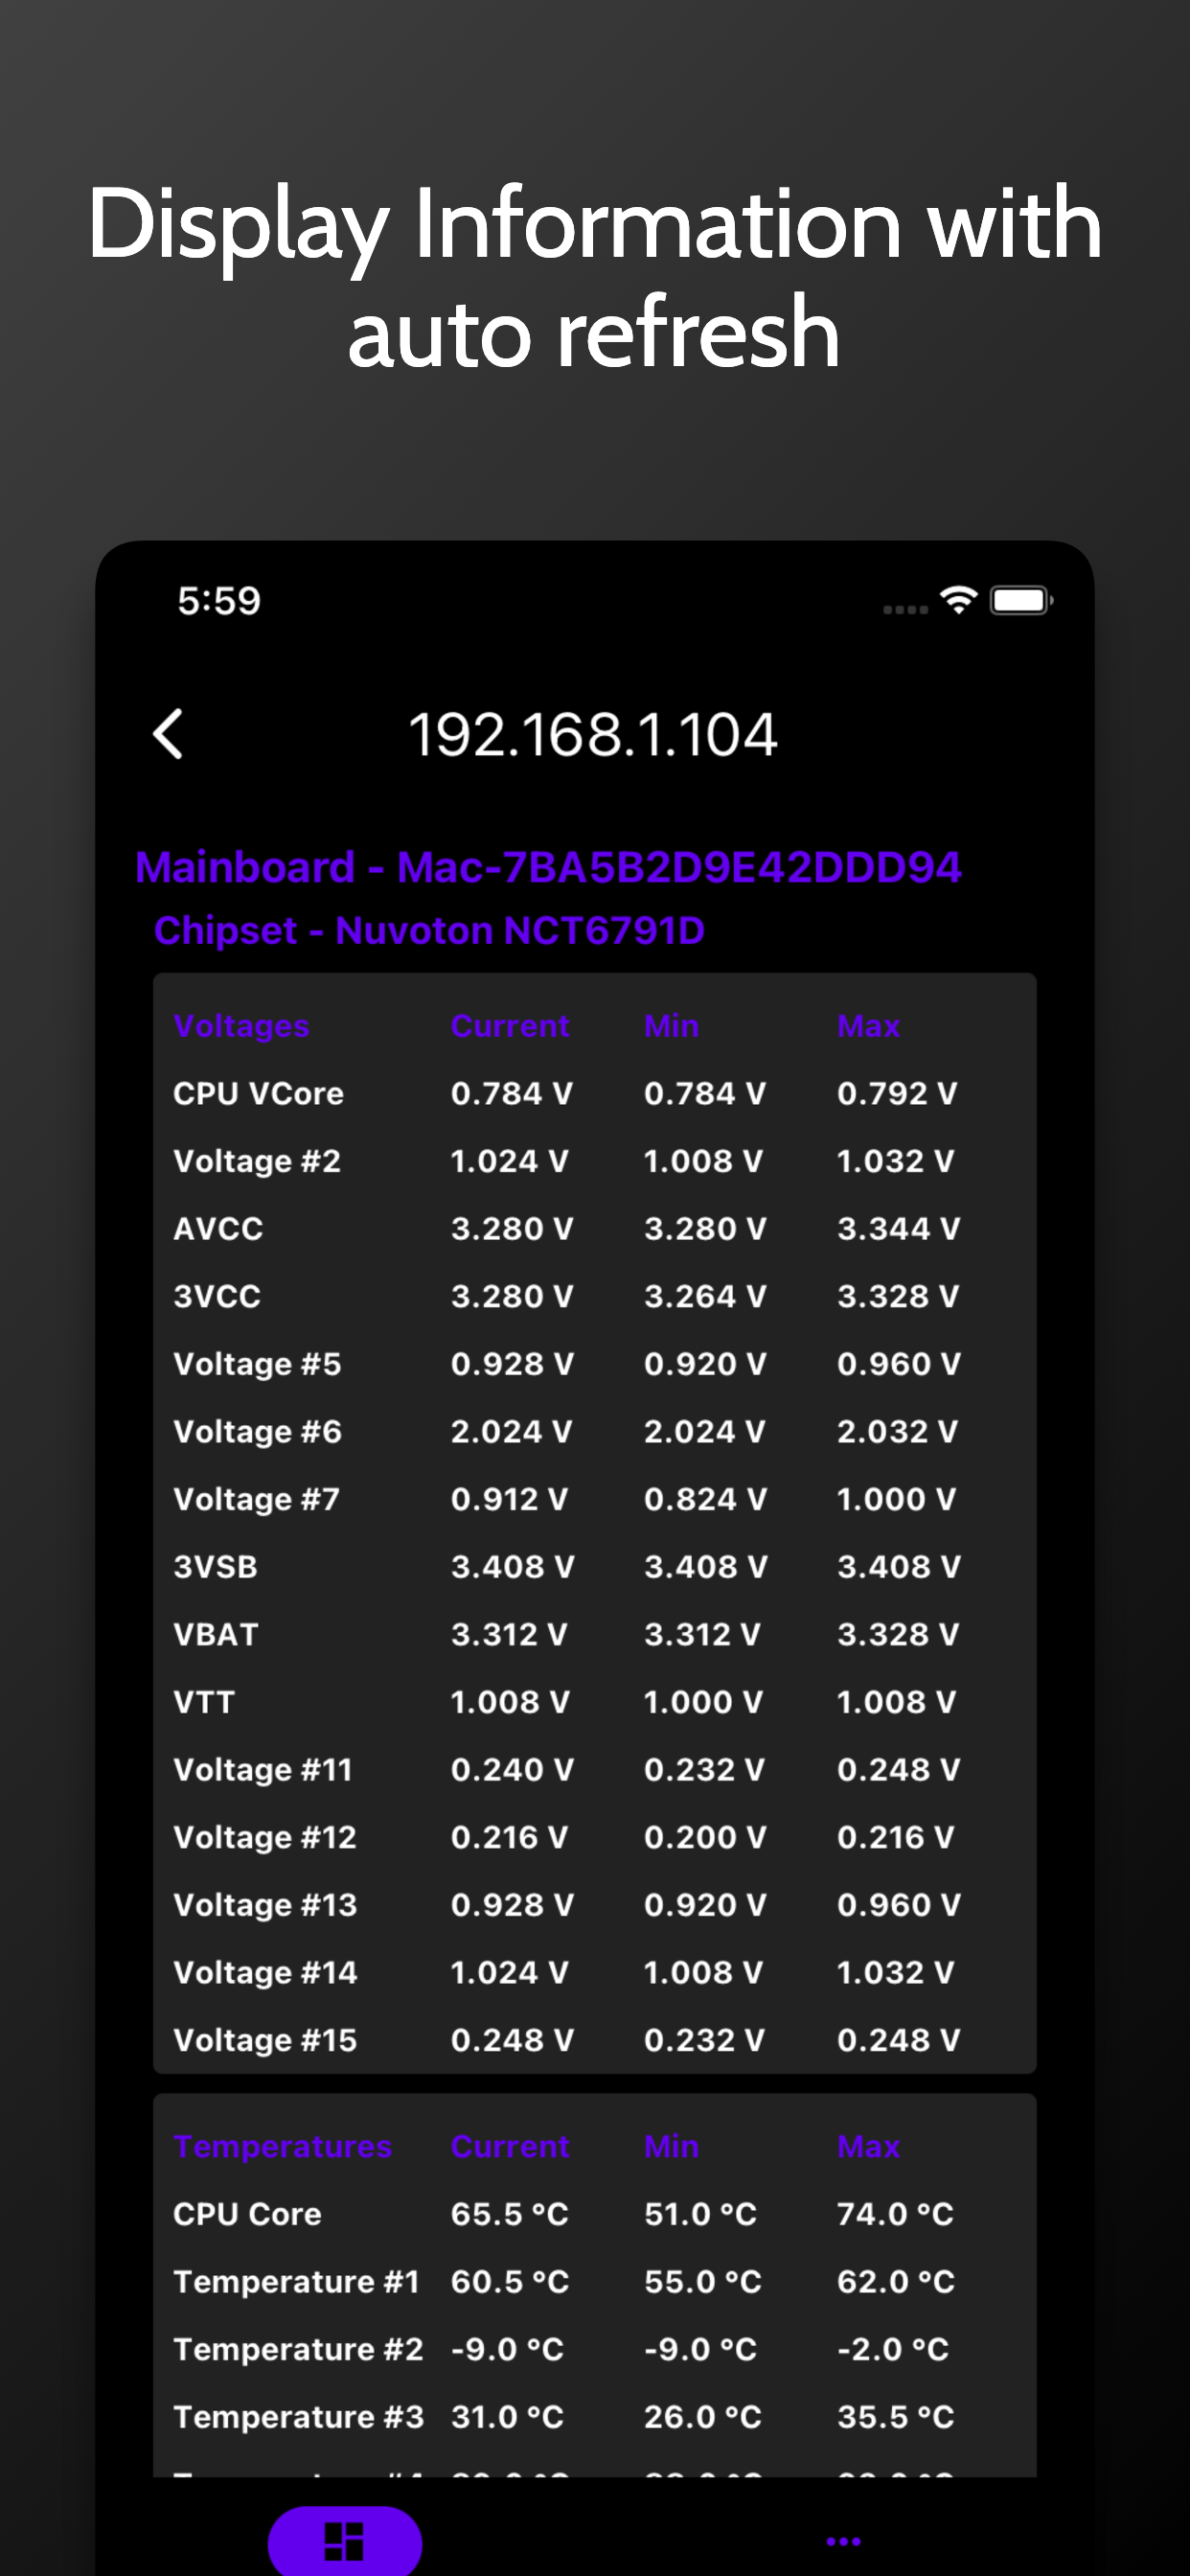 Display Information with
auto refresh
5:59
192.168.1.104
Mainboard - Mac-7BA5B2D9E42DDD94
Chipset - Nuvoton NCT6791D
Voltages Current Min Max
CPU VCore 0.784 V 0.784 V 0.792 V
Voltage #2 1.024 V 1.008 V 1.032 V
AVCC 3.280 V 3.280 V 3.344 V
3VCC 3.280 V 3.264 V 3.328 V
Voltage #5 0.928 V 0.920 V 0.960 V
Voltage #6 2.024 V 2.024 V 2.032 V
Voltage #7 0.912 V 0.824 V 1.000 V
3VSB 3.408 V 3.408 V 3.408 V
VBAT 3.312 V 3.312 V 3.328 V
VTT 1.008 V 1.000 V 1.008 V
Voltage #11 0.240 V 0.232 V 0.248 V
Voltage #12 0.216 V 0.200 V 0.216 V
Voltage #13 0.928 V 0.920 V 0.960 V
Voltage #14 1.024 V 1.008 V 1.032 V
Voltage #15 0.248 V 0.232 V 0.248 V
Temperatures Current Min Max
CPU Core 65.5 °C 51.0 °C 74.0 °C
Temperature #1 60.5 °C 55.0 °C 62.0 °C
Temperature #2 -9.0 °C -9.0 °C -2.0 °C
Temperature #3 31.0 °C 26.0 °C 35.5 °C